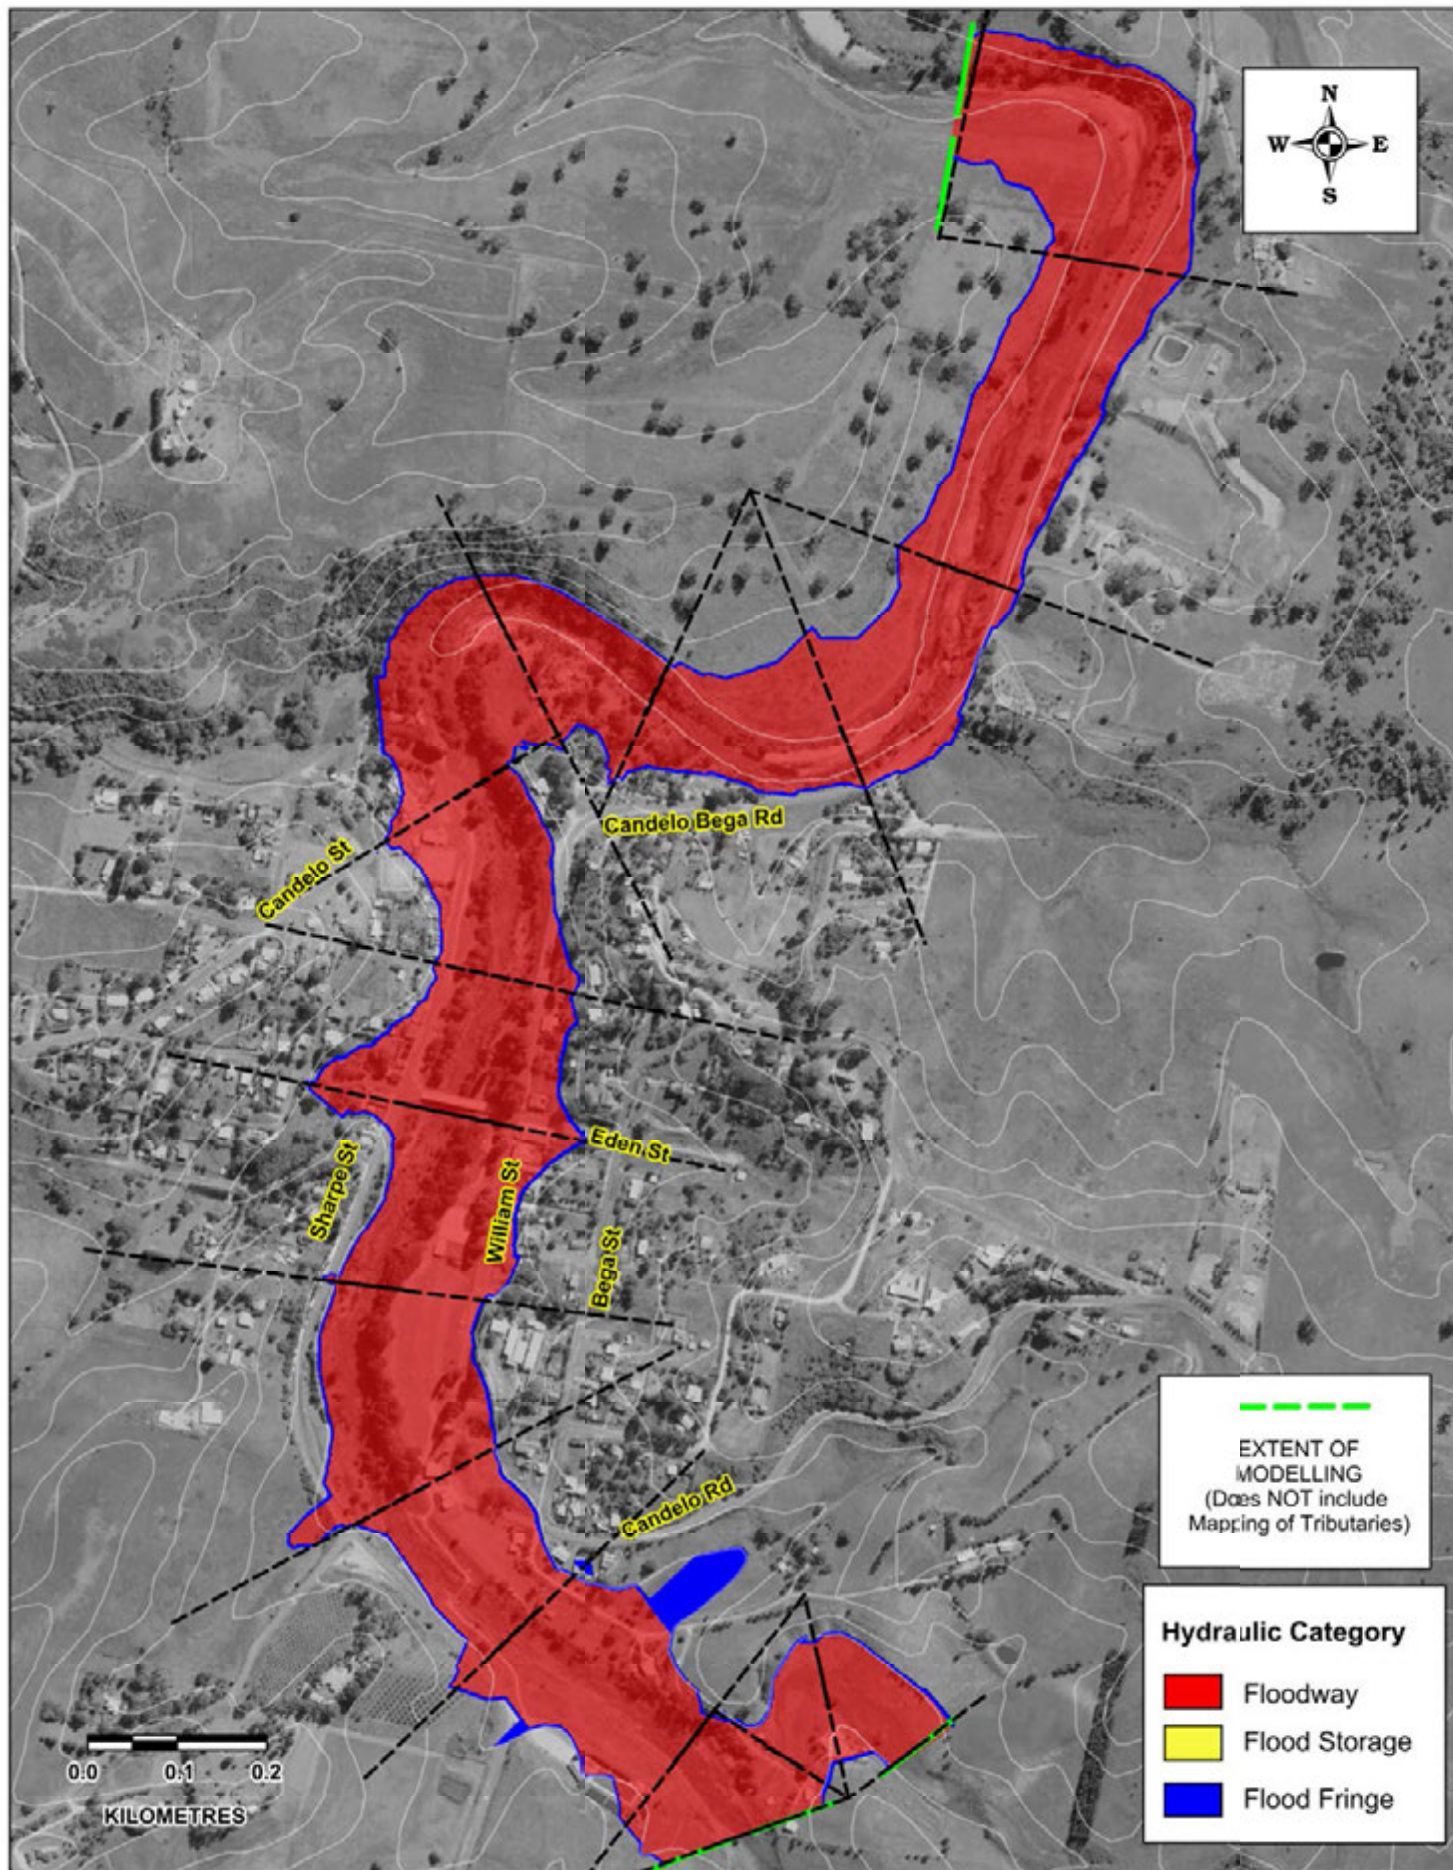 N
W E
S
Candelo Bega Rd
Candelo St
Eden St
Sharpe St
William St
Bega St
Candelo Rd
EXTENT OF
MODELLING
(Does NOT include
Mapping of Tributaries)
Hydraulic Category
Floodway
Flood Storage
Flood Fringe
0.0 0.1 0.2
KILOMETRES